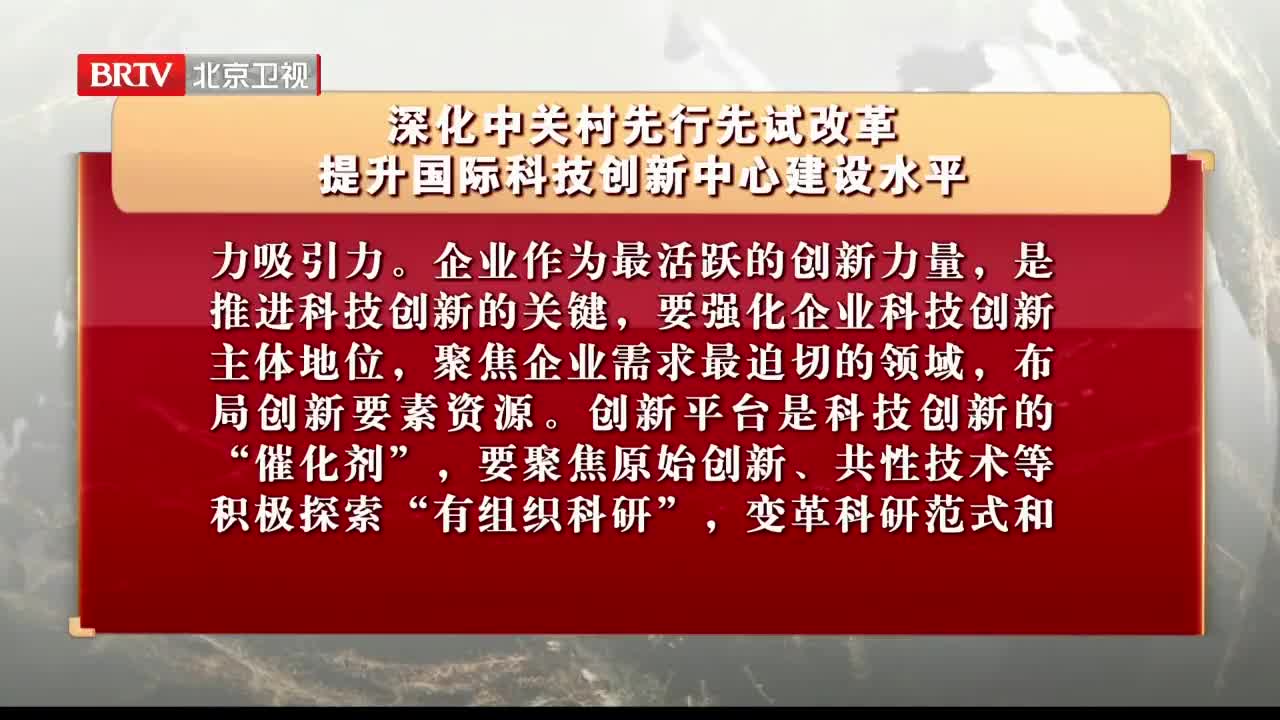 BRTV 北京卫视
深化中关村先行先试改革
提升国际科技创新中心建设水平
力吸引力。企业作为最活跃的创新力量，是
推进科技创新的关键，要强化企业科技创新
主体地位，聚焦企业需求最迫切的领域，布
局创新要素资源。创新平台是科技创新的
“催化剂”，要聚焦原始创新、共性技术等
积极探索“有组织科研”，变革科研范式和